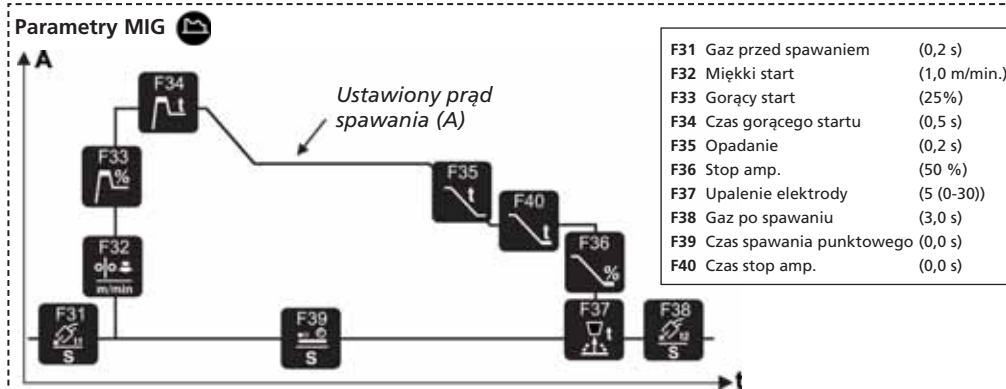 Parametry MIG
A
F34
t
Ustawiony prąd
spawania (A)
F33
%
F35
t
F40
t
F32
m/min
F36
%
F31
S
F39
S
F37
t
F38
S
t
F31 Gaz przed spawaniem (0,2 s)
F32 Miękki start (1,0 m/min.)
F33 Gorący start (25%)
F34 Czas gorącego startu (0,5 s)
F35 Opadanie (0,2 s)
F36 Stop amp. (50 %)
F37 Upalenie elektrody (5 (0-30))
F38 Gaz po spawaniu (3,0 s)
F39 Czas spawania punktowego (0,0 s)
F40 Czas stop amp. (0,0 s)